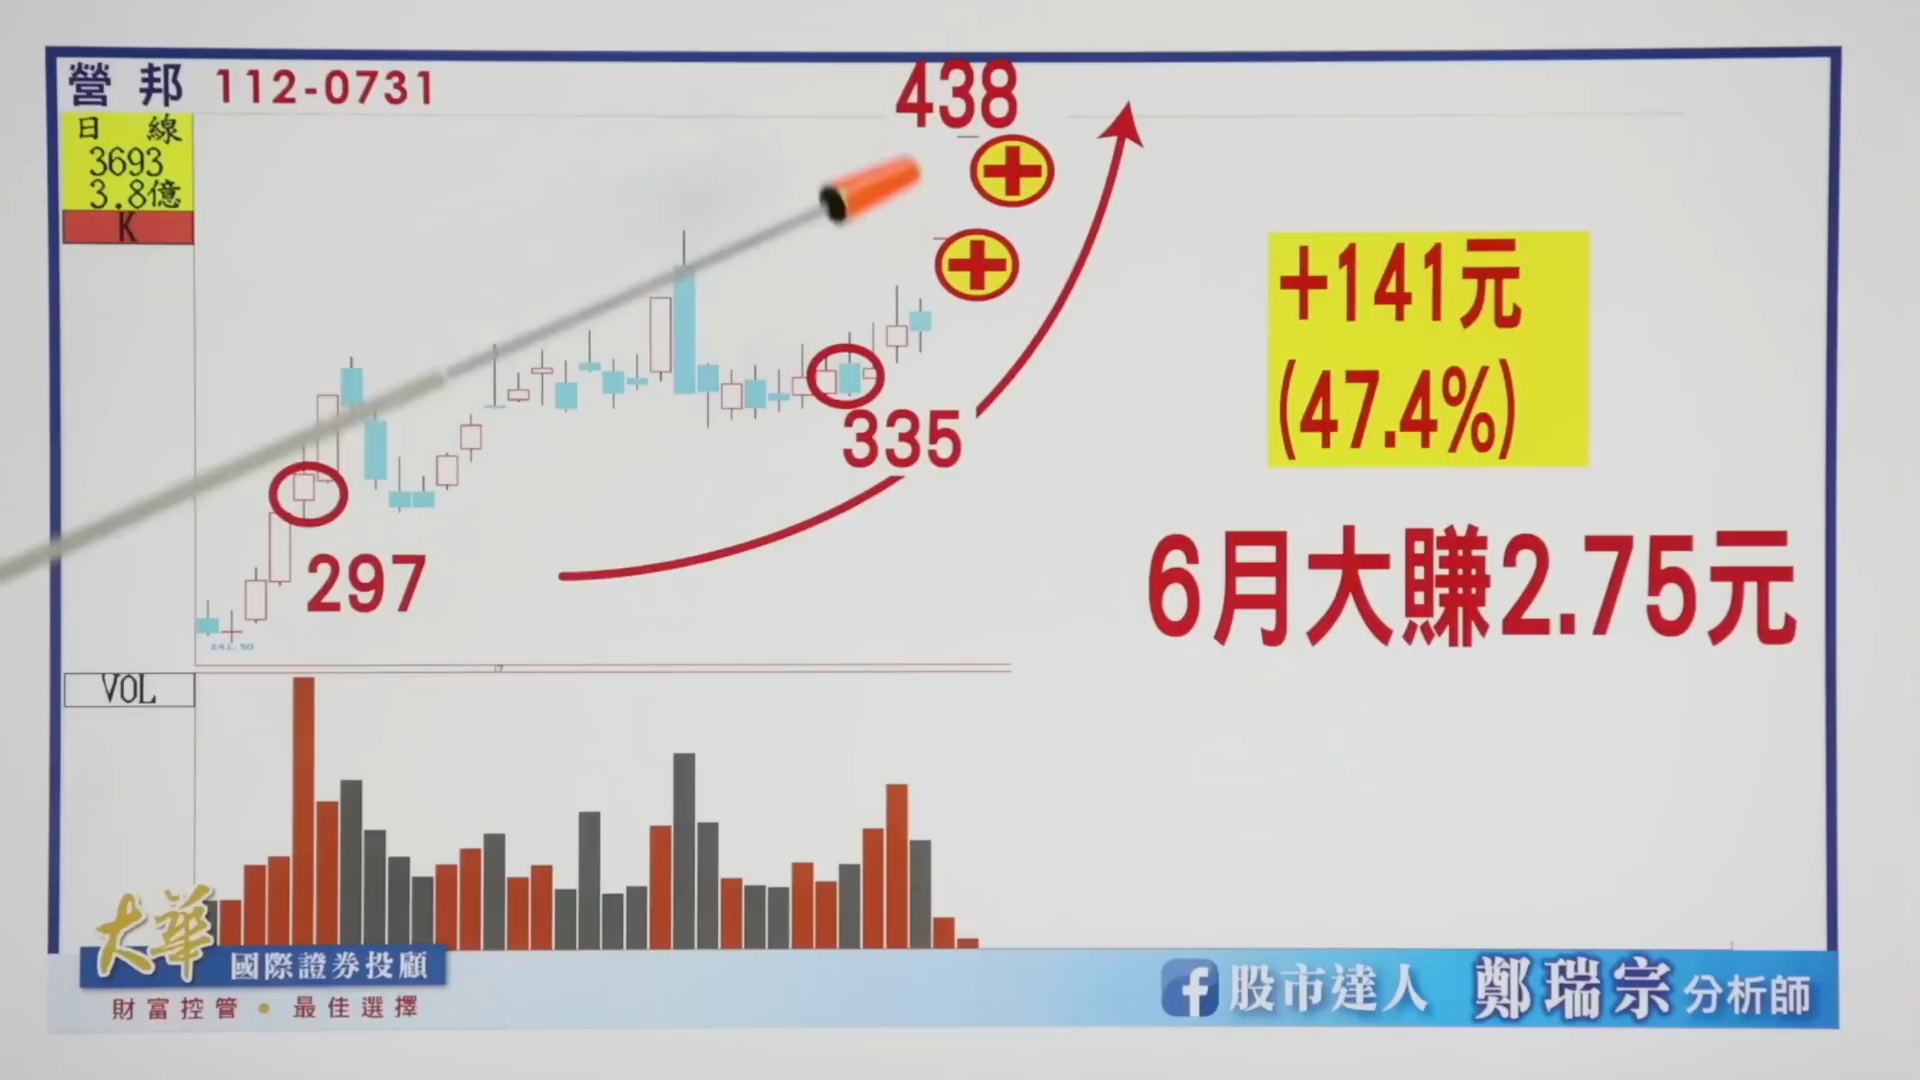 營邦 112-0731
日 線
3693
3.8億
K
438
335
297
+141元
(47.4%)
6月大賺2.75元
VOL
大華
國際證券投顧
財富控管•最佳選擇
股市達人 鄭瑞宗分析師